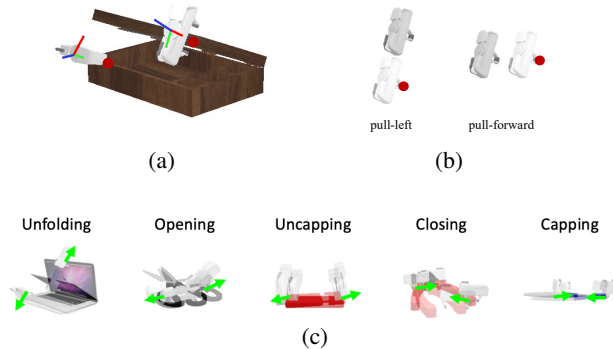 pull-left pull-forward
(a) (b)
Unfolding Opening Uncapping Closing Capping
(c)